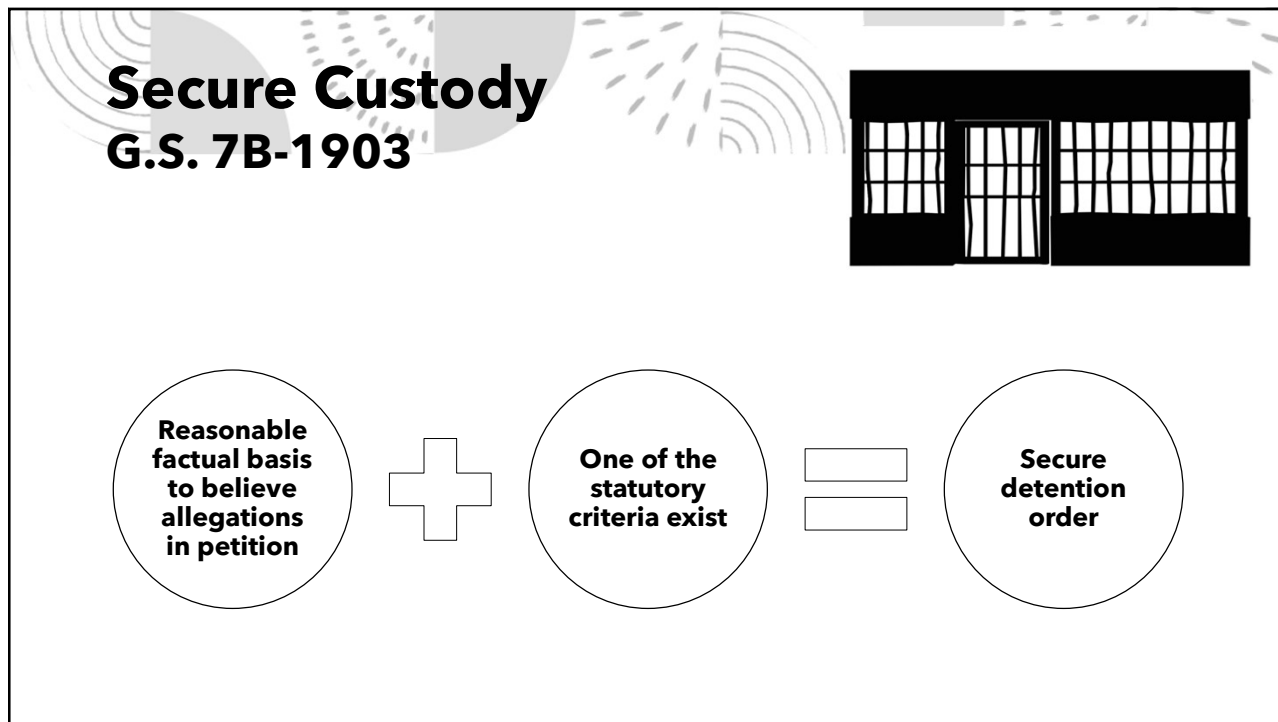 Secure Custody
G.S. 7B-1903
Reasonable
factual basis
to believe
allegations
in petition
One of the
statutory
criteria exist
Secure
detention
order